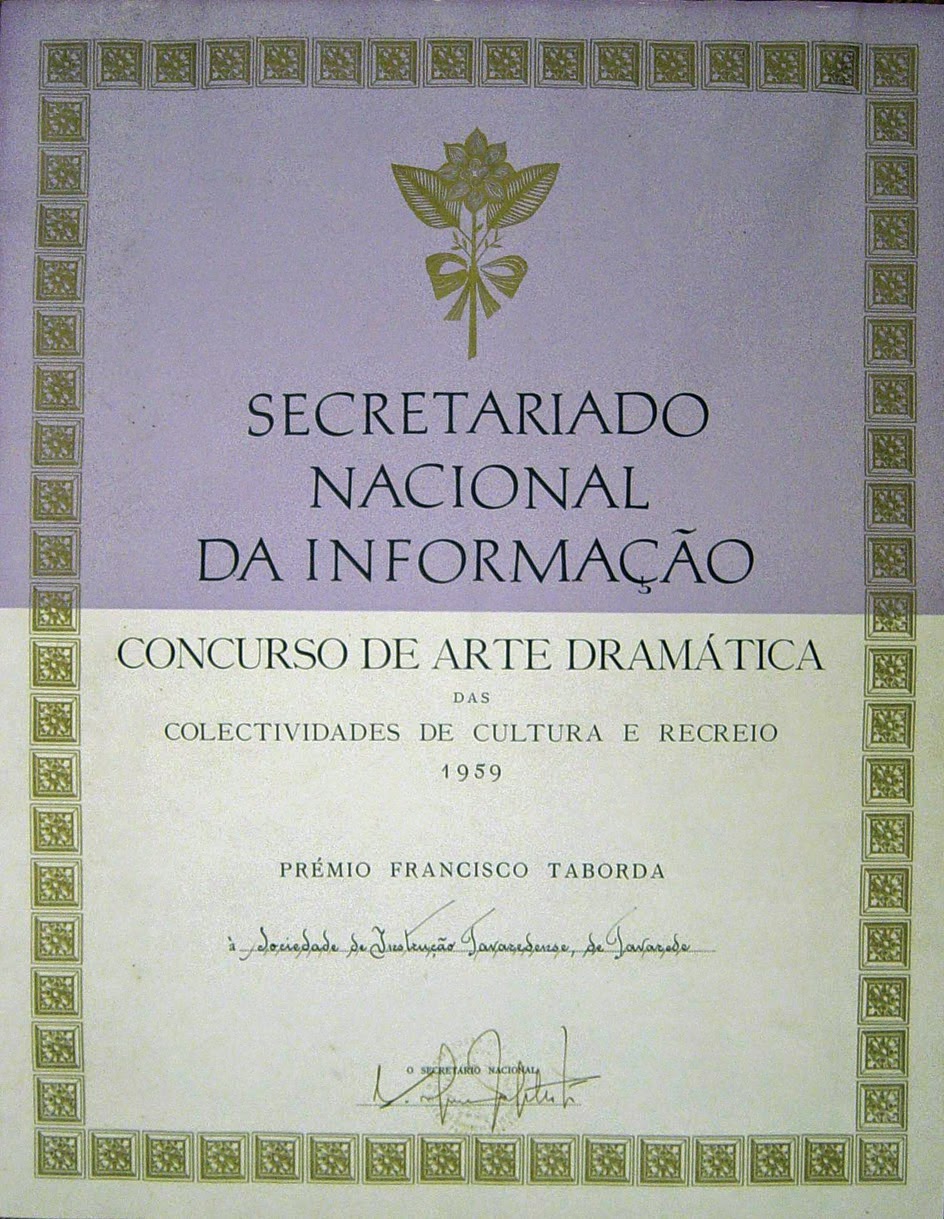 SECRETARIADO
NACIONAL
DA INFORMAÇÃO
CONCURSO DE ARTE DRAMÁTICA
DAS
COLECTIVIDADES DE CULTURA E RECREIO
1959
PRÉMIO FRANCISCO TABORDA
à Sociedade de Instrução Tavaredense, de Tavarede
O SECRETÁRIO NACIONAL